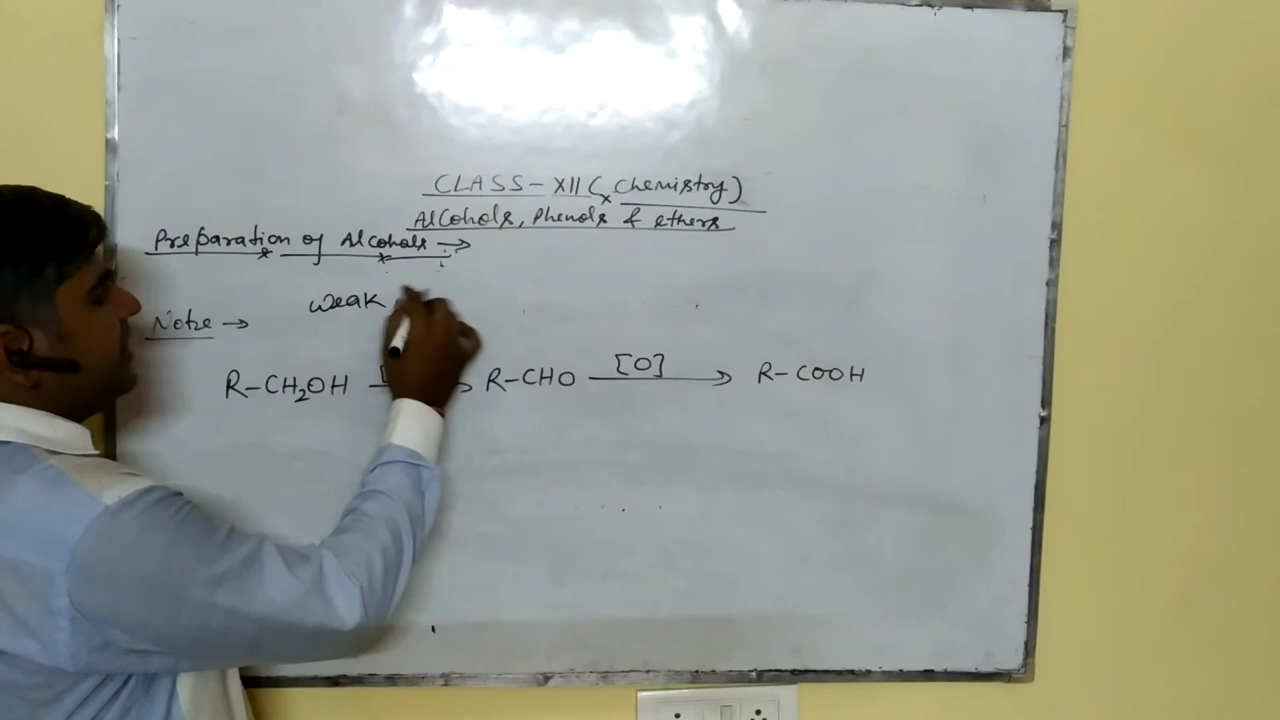 CLASS - XII (Chemistry)
Alcohols, Phenols & ethers
Preparation of Alcohols →
Note →
weak
R-CH₂OH → R-CHO [O] → R-COOH